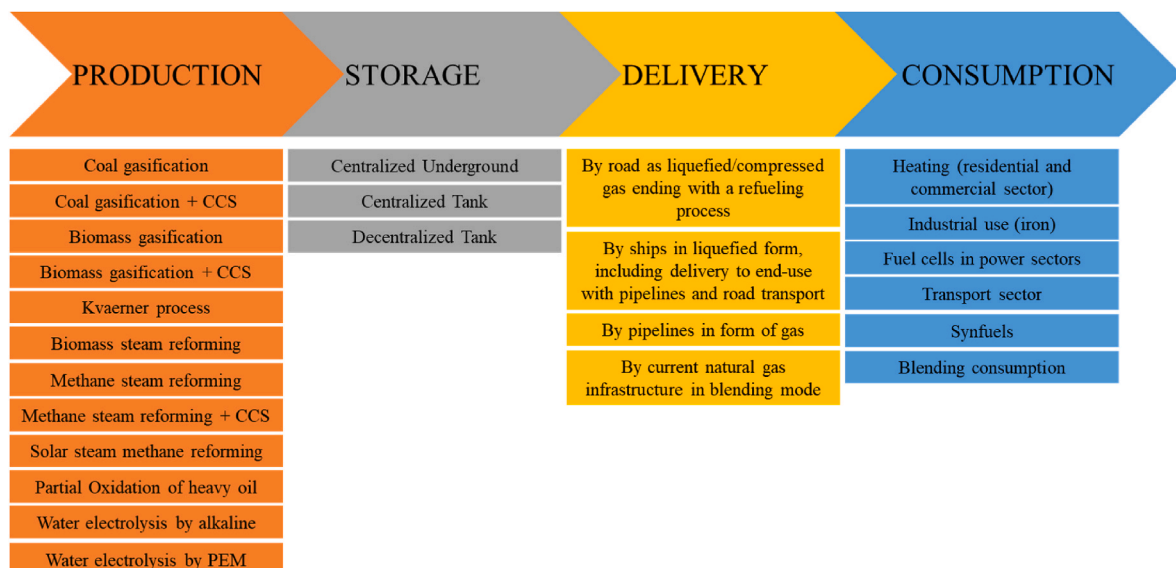 PRODUCTION
STORAGE
DELIVERY
CONSUMPTION
Coal gasification
Coal gasification + CCS
Biomass gasification
Biomass gasification + CCS
Kvaerner process
Biomass steam reforming
Methane steam reforming
Methane steam reforming + CCS
Solar steam methane reforming
Partial Oxidation of heavy oil
Water electrolysis by alkaline
Water electrolysis by PEM
Centralized Underground
Centralized Tank
Decentralized Tank
By road as liquefied/compressed
gas ending with a refueling
process
By ships in liquefied form,
including delivery to end-use
with pipelines and road transport
By pipelines in form of gas
By current natural gas
infrastructure in blending mode
Heating (residential and
commercial sector)
Industrial use (iron)
Fuel cells in power sectors
Transport sector
Synfuels
Blending consumption